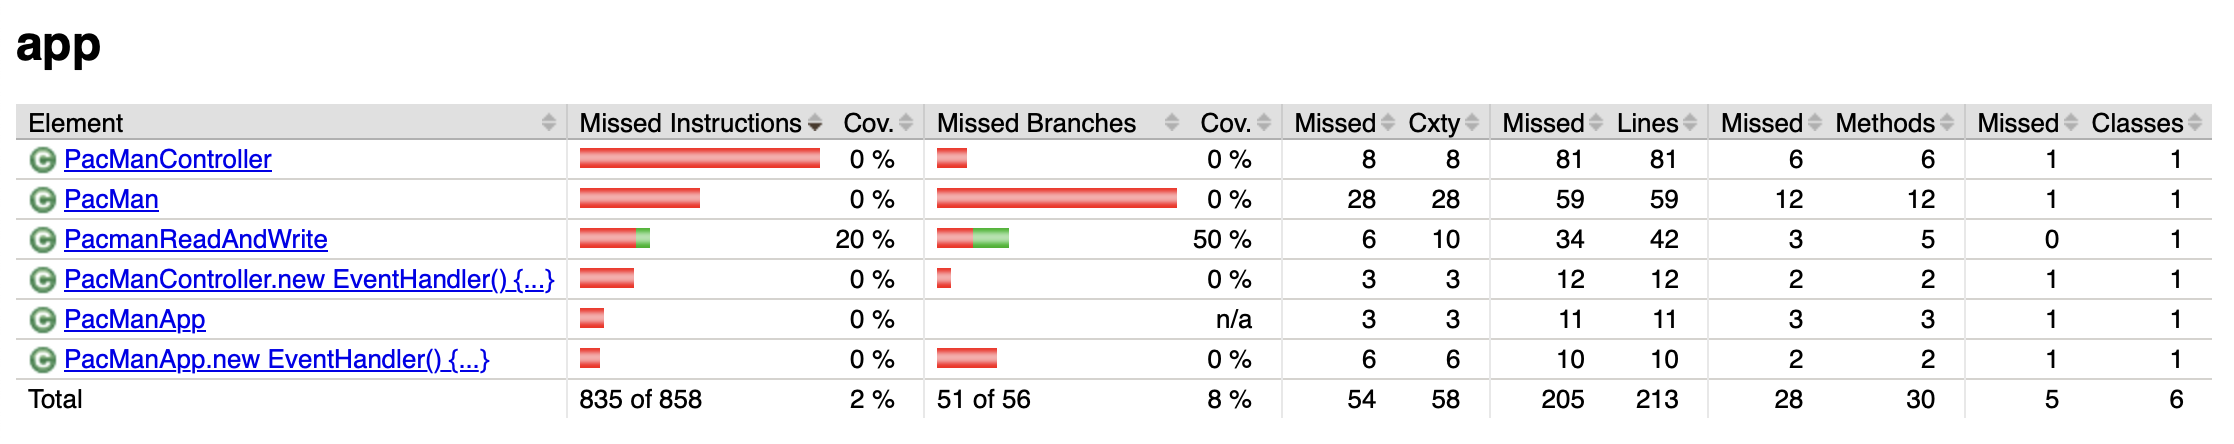 app
Element Missed Instructions Cov. Missed Branches Cov. Missed Cxty Missed Lines Missed Methods Missed Classes
C PacManController 0 % 0 % 8 8 81 81 6 6 1 1
C PacMan 0 % 0 % 28 28 59 59 12 12 1 1
C PacmanReadAndWrite 20 % 50 % 6 10 34 42 3 5 0 1
C PacManController.new EventHandler() {...} 0 % 0 % 3 3 12 12 2 2 1 1
C PacManApp 0 % n/a 3 3 11 11 3 3 1 1
C PacManApp.new EventHandler() {...} 0 % 0 % 6 6 10 10 2 2 1 1
Total 835 of 858 2 % 51 of 56 8 % 54 58 205 213 28 30 5 6